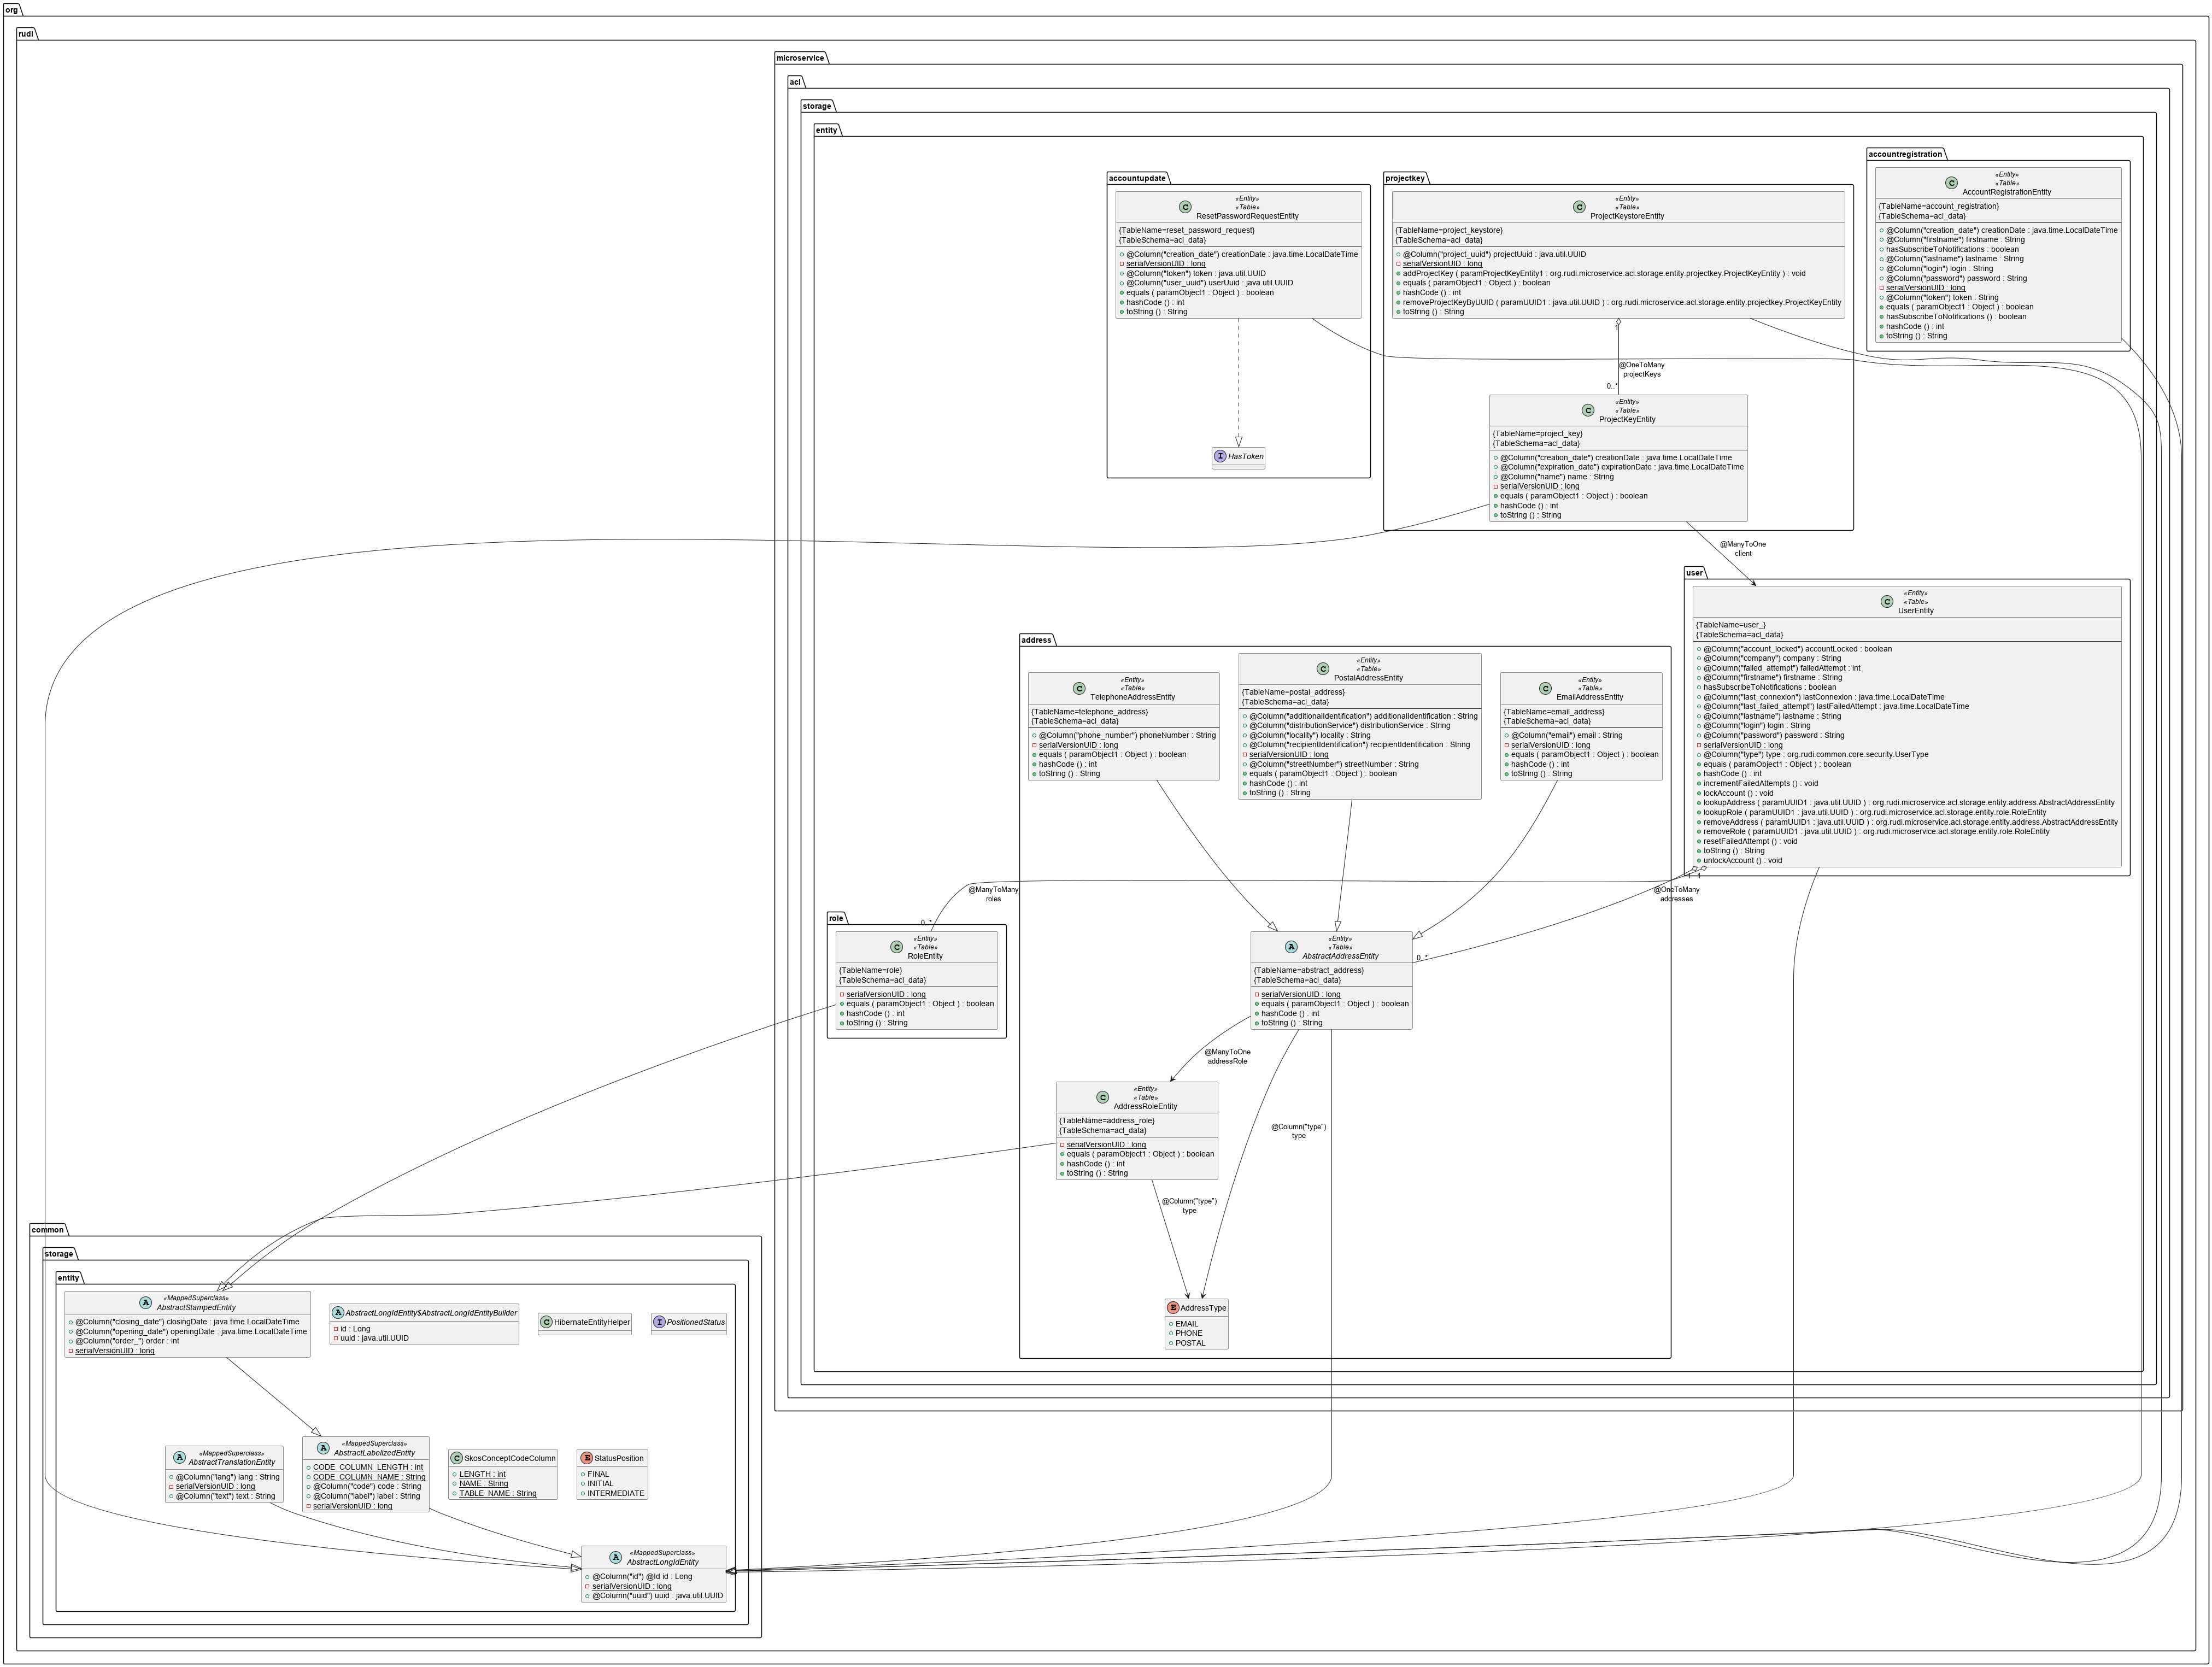 org
rudi
microservice
acl
storage
entity
accountregistration
«Entity»
«Table»
AccountRegistrationEntity
{TableName=account_registration}
{TableSchema=acl_data}
@Column("creation_date") creationDate : java.time.LocalDateTime
@Column("firstname") firstname : String
hasSubscribeToNotifications : boolean
@Column("lastname") lastname : String
@Column("login") login : String
@Column("password") password : String
serialVersionUID : long
@Column("token") token : String
equals ( paramObject1 : Object ) : boolean
hasSubscribeToNotifications () : boolean
hashCode () : int
toString () : String
accountupdate
«Entity»
«Table»
ResetPasswordRequestEntity
{TableName=reset_password_request}
{TableSchema=acl_data}
@Column("creation_date") creationDate : java.time.LocalDateTime
serialVersionUID : long
@Column("token") token : java.util.UUID
@Column("user_uuid") userUuid : java.util.UUID
equals ( paramObject1 : Object ) : boolean
hashCode () : int
toString () : String
HasToken
projectkey
«Entity»
«Table»
ProjectKeystoreEntity
{TableName=project_keystore}
{TableSchema=acl_data}
@Column("project_uuid") projectUuid : java.util.UUID
serialVersionUID : long
addProjectKey ( paramProjectKeyEntity1 : org.rudi.microservice.acl.storage.entity.projectkey.ProjectKeyEntity ) : void
equals ( paramObject1 : Object ) : boolean
hashCode () : int
removeProjectKeyByUUID ( paramUUID1 : java.util.UUID ) : org.rudi.microservice.acl.storage.entity.projectkey.ProjectKeyEntity
toString () : String
1
@OneToMany
projectKeys
0..*
«Entity»
«Table»
ProjectKeyEntity
{TableName=project_key}
{TableSchema=acl_data}
@Column("creation_date") creationDate : java.time.LocalDateTime
@Column("expiration_date") expirationDate : java.time.LocalDateTime
@Column("name") name : String
serialVersionUID : long
equals ( paramObject1 : Object ) : boolean
hashCode () : int
toString () : String
@ManyToOne
client
user
«Entity»
«Table»
UserEntity
{TableName=user_}
{TableSchema=acl_data}
@Column("account_locked") accountLocked : boolean
@Column("company") company : String
@Column("failed_attempt") failedAttempt : int
@Column("firstname") firstname : String
hasSubscribeToNotifications : boolean
@Column("last_connexion") lastConnexion : java.time.LocalDateTime
@Column("last_failed_attempt") lastFailedAttempt : java.time.LocalDateTime
@Column("lastname") lastname : String
@Column("login") login : String
@Column("password") password : String
serialVersionUID : long
@Column("type") type : org.rudi.common.core.security.UserType
equals ( paramObject1 : Object ) : boolean
hashCode () : int
incrementFailedAttempts () : void
lockAccount () : void
lookupAddress ( paramUUID1 : java.util.UUID ) : org.rudi.microservice.acl.storage.entity.address.AbstractAddressEntity
lookupRole ( paramUUID1 : java.util.UUID ) : org.rudi.microservice.acl.storage.entity.role.RoleEntity
removeAddress ( paramUUID1 : java.util.UUID ) : org.rudi.microservice.acl.storage.entity.address.AbstractAddressEntity
removeRole ( paramUUID1 : java.util.UUID ) : org.rudi.microservice.acl.storage.entity.role.RoleEntity
resetFailedAttempt () : void
toString () : String
unlockAccount () : void
1
1
@OneToMany
addresses
0..*
@ManyToMany
roles
0..*
address
«Entity»
«Table»
TelephoneAddressEntity
{TableName=telephone_address}
{TableSchema=acl_data}
@Column("phone_number") phoneNumber : String
serialVersionUID : long
equals ( paramObject1 : Object ) : boolean
hashCode () : int
toString () : String
«Entity»
«Table»
PostalAddressEntity
{TableName=postal_address}
{TableSchema=acl_data}
@Column("additionalIdentification") additionalIdentification : String
@Column("distributionService") distributionService : String
@Column("locality") locality : String
@Column("recipientIdentification") recipientIdentification : String
serialVersionUID : long
@Column("streetNumber") streetNumber : String
equals ( paramObject1 : Object ) : boolean
hashCode () : int
toString () : String
«Entity»
«Table»
EmailAddressEntity
{TableName=email_address}
{TableSchema=acl_data}
@Column("email") email : String
serialVersionUID : long
equals ( paramObject1 : Object ) : boolean
hashCode () : int
toString () : String
role
«Entity»
«Table»
RoleEntity
{TableName=role}
{TableSchema=acl_data}
serialVersionUID : long
equals ( paramObject1 : Object ) : boolean
hashCode () : int
toString () : String
«Entity»
«Table»
AbstractAddressEntity
{TableName=abstract_address}
{TableSchema=acl_data}
serialVersionUID : long
equals ( paramObject1 : Object ) : boolean
hashCode () : int
toString () : String
@ManyToOne
addressRole
«Entity»
«Table»
AddressRoleEntity
{TableName=address_role}
{TableSchema=acl_data}
serialVersionUID : long
equals ( paramObject1 : Object ) : boolean
hashCode () : int
toString () : String
@Column("type")
type
@Column("type")
type
AddressType
EMAIL
PHONE
POSTAL
common
storage
entity
«MappedSuperclass»
AbstractStampedEntity
@Column("closing_date") closingDate : java.time.LocalDateTime
@Column("opening_date") openingDate : java.time.LocalDateTime
@Column("order_") order : int
serialVersionUID : long
AbstractLongIdEntity$AbstractLongIdEntityBuilder
id : Long
uuid : java.util.UUID
HibernateEntityHelper
PositionedStatus
«MappedSuperclass»
AbstractTranslationEntity
@Column("lang") lang : String
serialVersionUID : long
@Column("text") text : String
«MappedSuperclass»
AbstractLabelizedEntity
CODE_COLUMN_LENGTH : int
CODE_COLUMN_NAME : String
@Column("code") code : String
@Column("label") label : String
serialVersionUID : long
SkosConceptCodeColumn
LENGTH : int
NAME : String
TABLE_NAME : String
StatusPosition
FINAL
INITIAL
INTERMEDIATE
«MappedSuperclass»
AbstractLongIdEntity
@Column("id") @Id id : Long
serialVersionUID : long
@Column("uuid") uuid : java.util.UUID